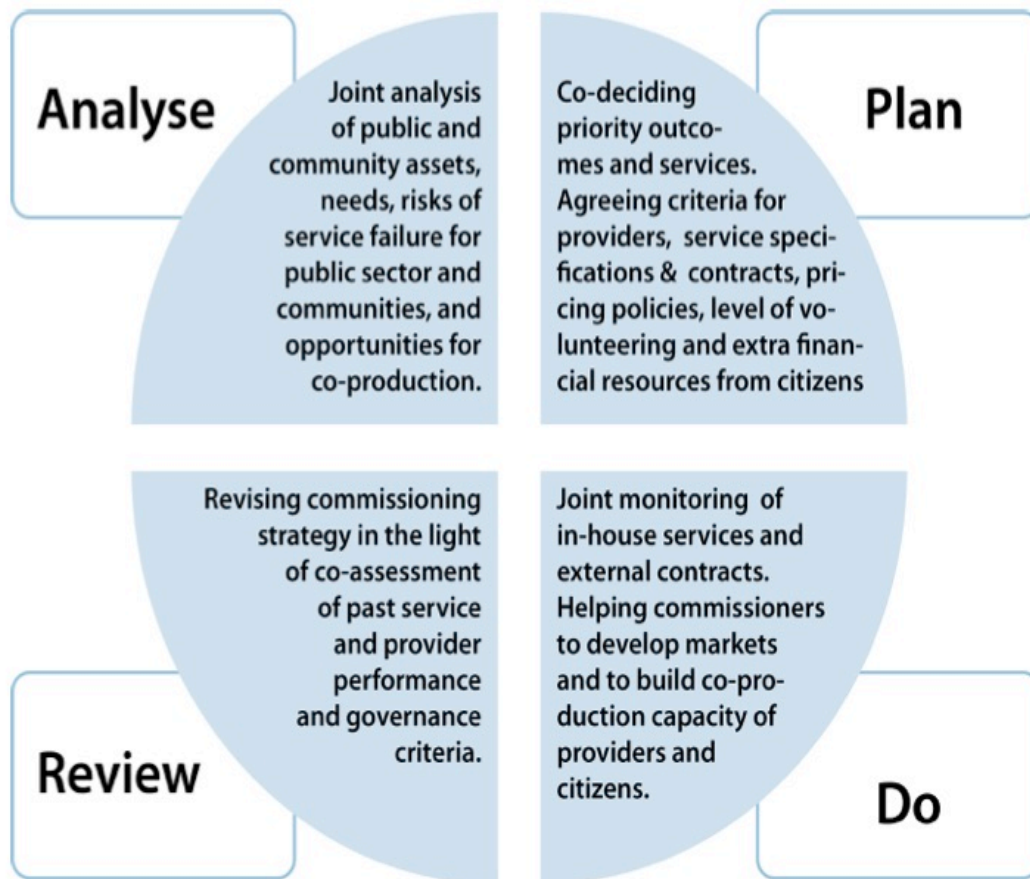 Analyse
Joint analysis
of public and
community assets,
needs, risks of
service failure for
public sector and
communities, and
opportunities for
co-production.
Plan
Co-deciding
priority outco-
mes and services.
Agreeing criteria for
providers, service speci-
fications & contracts, pri-
cing policies, level of vo-
lunteering and extra finan-
cial resources from citizens
Review
Revising commissioning
strategy in the light
of co-assessment
of past service
and provider
performance
and governance
criteria.
Do
Joint monitoring of
in-house services and
external contracts.
Helping commissioners
to develop markets
and to build co-pro-
duction capacity of
providers and
citizens.